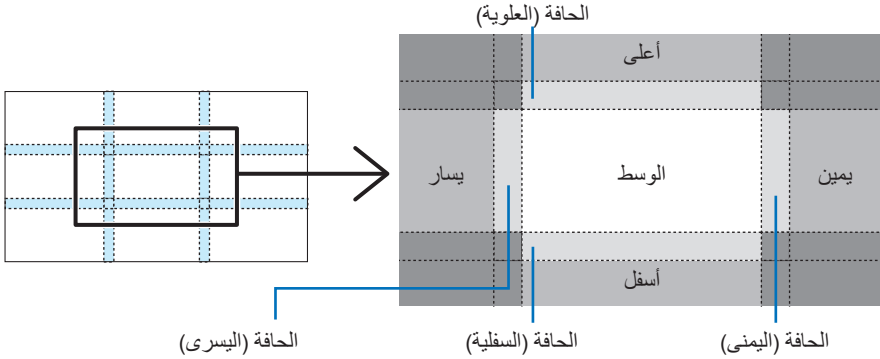 الحافة (العلوية)
أعلى
يمين
الوسط
يسار
أسفل
الحافة (اليمنى)
الحافة (السفلية)
الحافة (اليسرى)